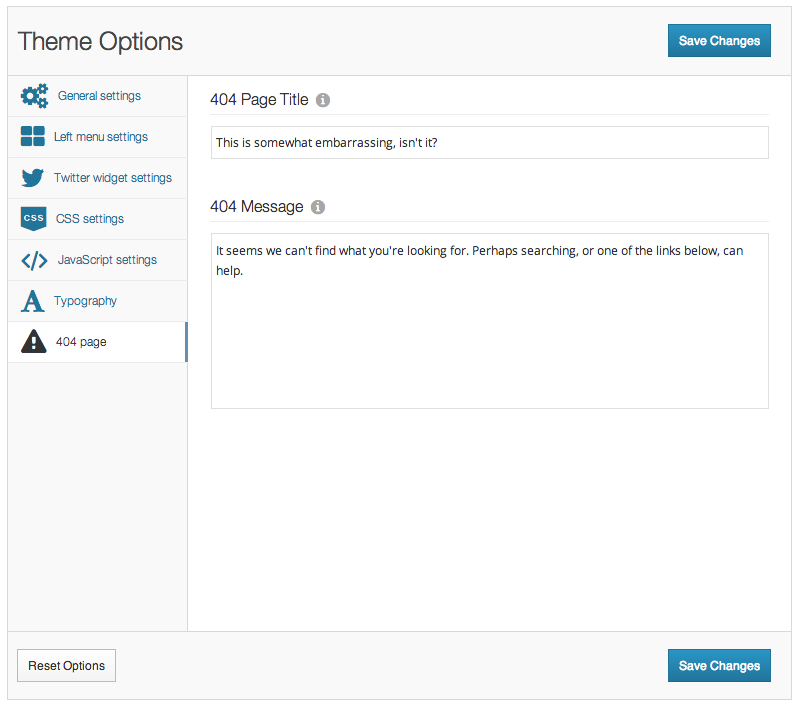 Theme Options
Save Changes
General settings
Left menu settings
Twitter widget settings
CSS
CSS settings
JavaScript settings
Typography
404 page
404 Page Title
This is somewhat embarrassing, isn't it?
404 Message
It seems we can't find what you're looking for. Perhaps searching, or one of the links below, can
help.
Reset Options
Save Changes